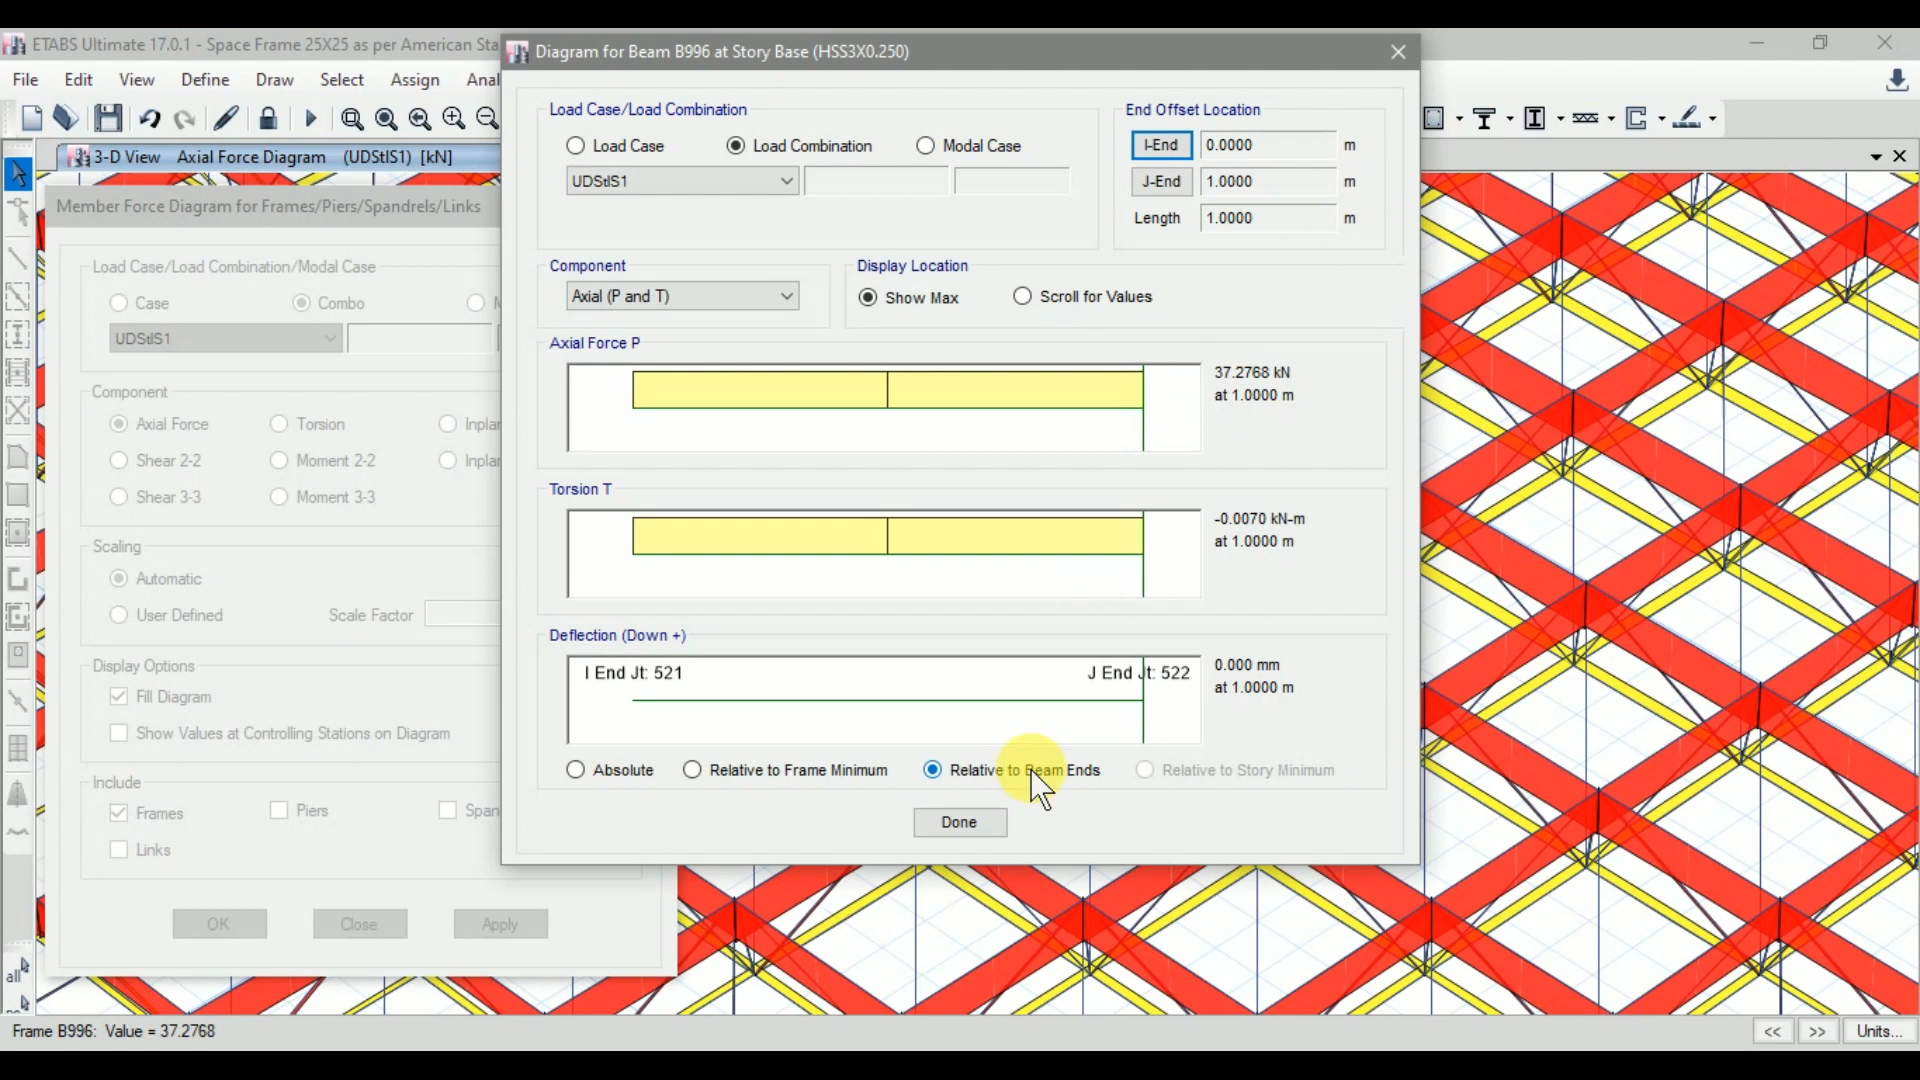 ETABS Ultimate 17.0.1 - Space Frame 25X25 as per American Sta
File Edit View Define Draw Select Assign Anal
3-D View Axial Force Diagram (UDStlS1) [kN]
Member Force Diagram for Frames/Piers/Spandrels/Links
Load Case/Load Combination/Modal Case
Case Combo
UDStlS1
Component
Axial Force Torsion Inplan
Shear 2-2 Moment 2-2 Inplan
Shear 3-3 Moment 3-3
Scaling
Automatic
User Defined Scale Factor
Display Options
Fill Diagram
Show Values at Controlling Stations on Diagram
Include
Frames Piers Span
Links
OK Close Apply
Diagram for Beam B996 at Story Base (HSS3X0.250)
Load Case/Load Combination
Load Case Load Combination Modal Case
UDStlS1
End Offset Location
I-End 0.0000 m
J-End 1.0000 m
Length 1.0000 m
Component
Axial (P and T)
Display Location
Show Max Scroll for Values
Axial Force P
37.2768 kN
at 1.0000 m
Torsion T
-0.0070 kN-m
at 1.0000 m
Deflection (Down +)
I End Jt: 521 J End Jt: 522
0.000 mm
at 1.0000 m
Absolute Relative to Frame Minimum Relative to Beam Ends Relative to Story Minimum
Done
all
Frame B996: Value = 37.2768
<< >> Units...